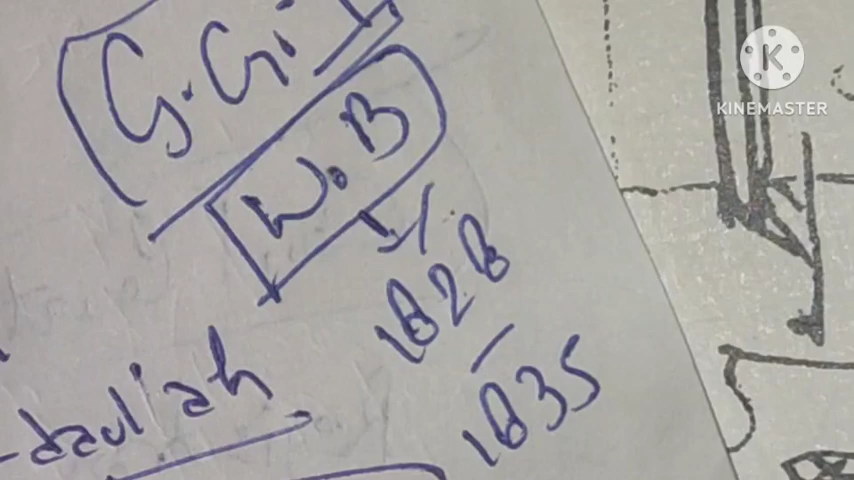 G.G.I
W.B
1828
-
1835
-daulah
KINEMASTER